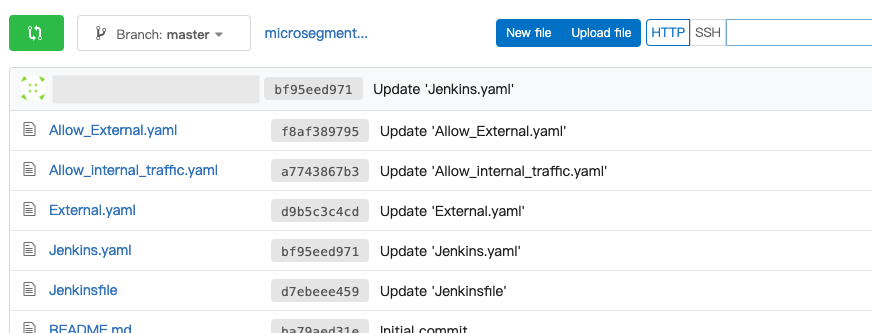 Branch: master microsegment... New file Upload file HTTP SSH
bf95eed971 Update 'Jenkins.yaml'
Allow_External.yaml f8af389795 Update 'Allow_External.yaml'
Allow_internal_traffic.yaml a7743867b3 Update 'Allow_internal_traffic.yaml'
External.yaml d9b5c3c4cd Update 'External.yaml'
Jenkins.yaml bf95eed971 Update 'Jenkins.yaml'
Jenkinsfile d7ebeee459 Update 'Jenkinsfile'
README.md ba79aed31e Initial commit